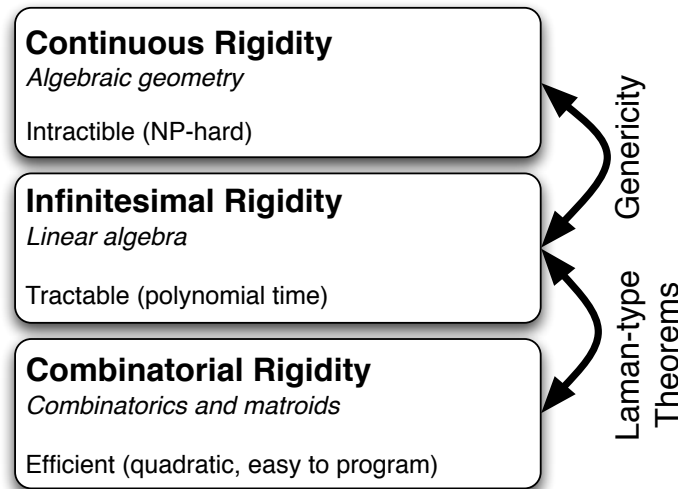 Continuous Rigidity
Algebraic geometry
Intractible (NP-hard)
Genericity
Infinitesimal Rigidity
Linear algebra
Tractable (polynomial time)
Laman-type
Theorems
Combinatorial Rigidity
Combinatorics and matroids
Efficient (quadratic, easy to program)